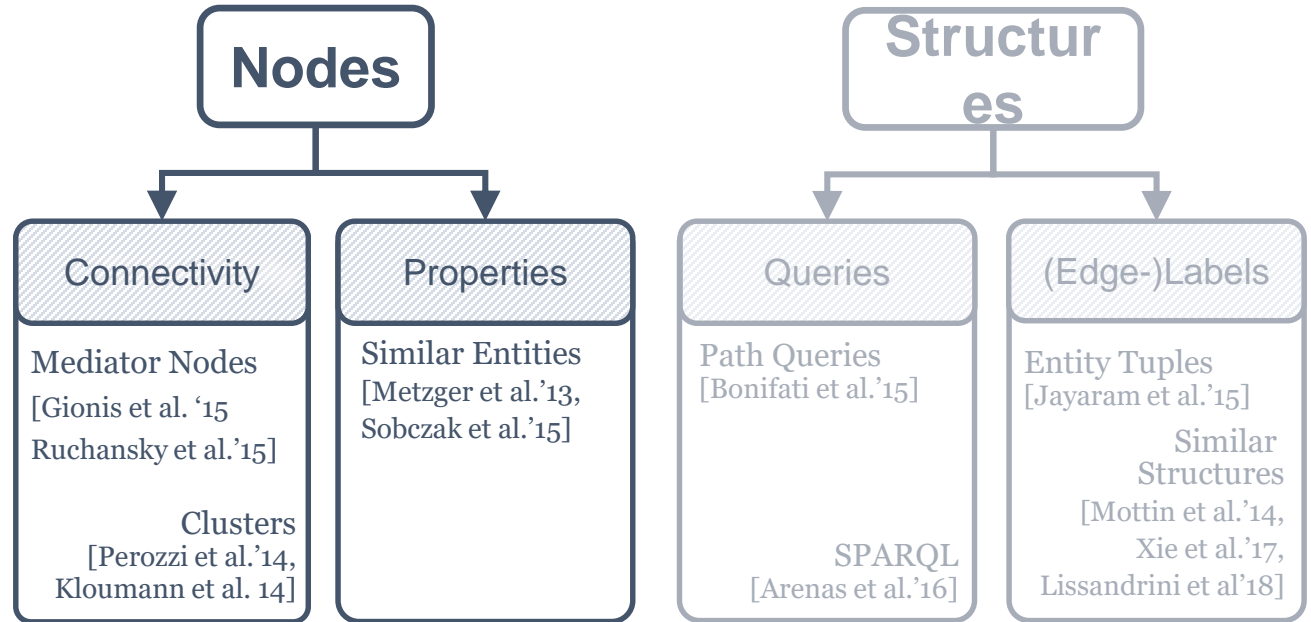 Nodes
Structur
es
Connectivity
Mediator Nodes
[Gionis et al. ‘15
Ruchansky et al.’15]
Clusters
[Perozzi et al.’14,
Kloumann et al. 14]
Properties
Similar Entities
[Metzger et al.’13,
Sobczak et al.’15]
Queries
Path Queries
[Bonifati et al.’15]
SPARQL
[Arenas et al.’16]
(Edge-)Labels
Entity Tuples
[Jayaram et al.’15]
Similar
Structures
[Mottin et al.’14,
Xie et al.’17,
Lissandrini et al’18]